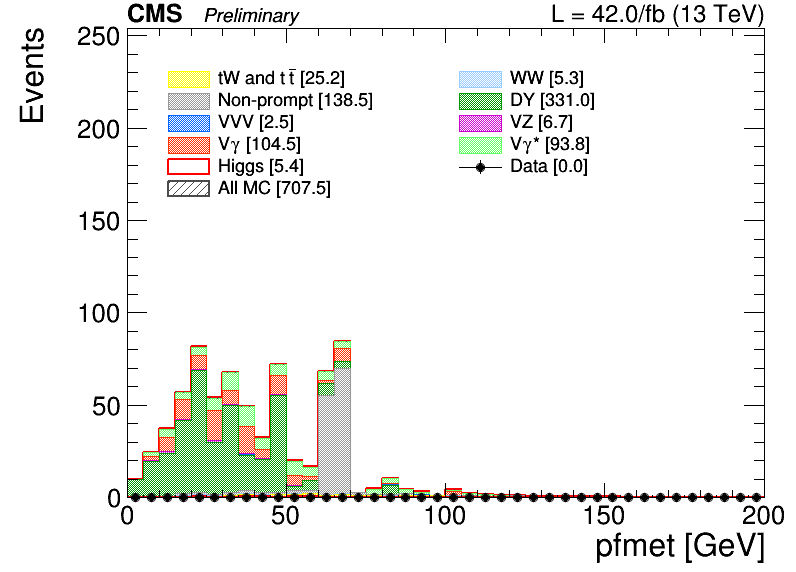 CMS Preliminary L = 42.0/fb (13 TeV)
Events
250
200
150
100
50
0
tW and t t̄ [25.2]
Non-prompt [138.5]
VVV [2.5]
Vγ [104.5]
Higgs [5.4]
All MC [707.5]
WW [5.3]
DY [331.0]
VZ [6.7]
Vγ* [93.8]
Data [0.0]
0 50 100 150 200
pfmet [GeV]